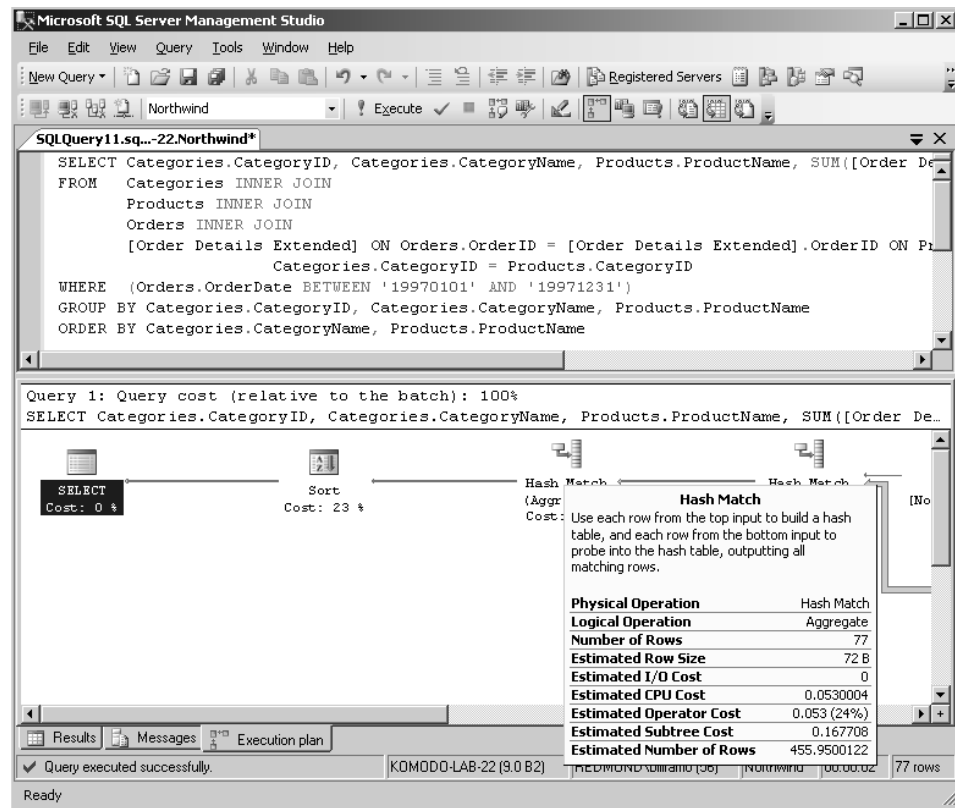 Microsoft SQL Server Management Studio
File Edit View Query Tools Window Help
New Query Registered Servers
Northwind Execute
SQLQuery11.sq...-22.Northwind*
SELECT Categories.CategoryID, Categories.CategoryName, Products.ProductName, SUM([Order De
FROM Categories INNER JOIN
Products INNER JOIN
Orders INNER JOIN
[Order Details Extended] ON Orders.OrderID = [Order Details Extended].OrderID ON Pr
Categories.CategoryID = Products.CategoryID
WHERE (Orders.OrderDate BETWEEN '19970101' AND '19971231')
GROUP BY Categories.CategoryID, Categories.CategoryName, Products.ProductName
ORDER BY Categories.CategoryName, Products.ProductName
Query 1: Query cost (relative to the batch): 100%
SELECT Categories.CategoryID, Categories.CategoryName, Products.ProductName, SUM([Order De…
SELECT
Cost: 0 %
Sort
Cost: 23 %
Hash Match
(Aggr
Cost:
Hash Match
[No
Hash Match
Use each row from the top input to build a hash
table, and each row from the bottom input to
probe into the hash table, outputting all
matching rows.
Physical Operation Hash Match
Logical Operation Aggregate
Number of Rows 77
Estimated Row Size 72 B
Estimated I/O Cost 0
Estimated CPU Cost 0.0530004
Estimated Operator Cost 0.053 (24%)
Estimated Subtree Cost 0.167708
Estimated Number of Rows 455.9500122
Results Messages Execution plan
Query executed successfully. KOMODO-LAB-22 (9.0 B2) Northwind 00:00:02 77 rows
Ready